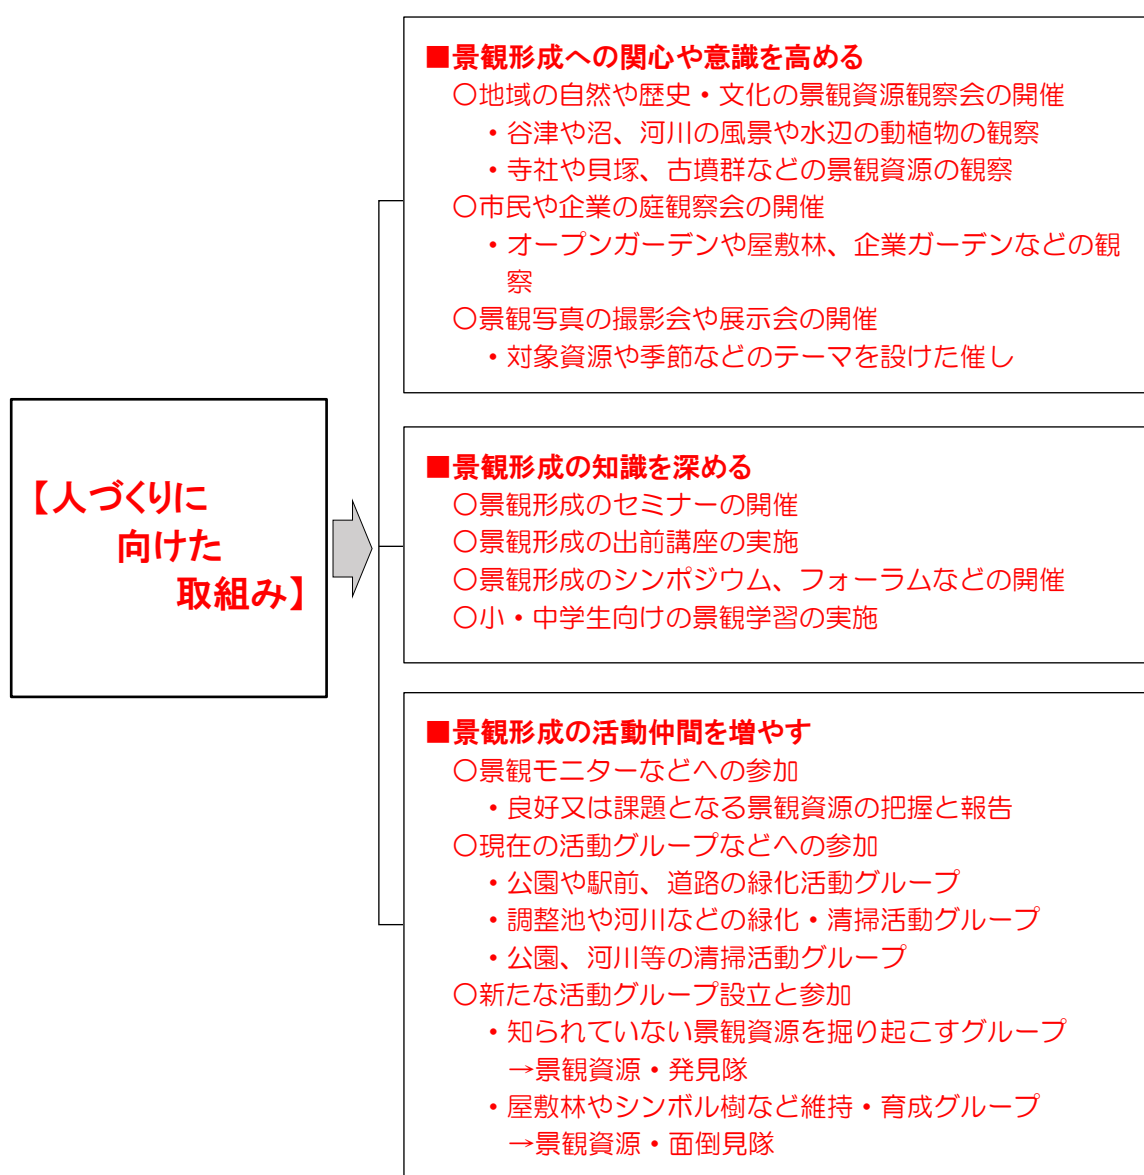 ■景観形成への関心や意識を高める
○地域の自然や歴史・文化の景観資源観察会の開催
・谷津や沼、河川の風景や水辺の動植物の観察
・寺社や貝塚、古墳群などの景観資源の観察
○市民や企業の庭観察会の開催
・オープンガーデンや屋敷林、企業ガーデンなどの観
察
○景観写真の撮影会や展示会の開催
・対象資源や季節などのテーマを設けた催し
【人づくりに
向けた
取組み】
■景観形成の知識を深める
○景観形成のセミナーの開催
○景観形成の出前講座の実施
○景観形成のシンポジウム、フォーラムなどの開催
○小・中学生向けの景観学習の実施
■景観形成の活動仲間を増やす
○景観モニターなどへの参加
・良好又は課題となる景観資源の把握と報告
○現在の活動グループなどへの参加
・公園や駅前、道路の緑化活動グループ
・調整池や河川などの緑化・清掃活動グループ
・公園、河川等の清掃活動グループ
○新たな活動グループ設立と参加
・知られていない景観資源を掘り起こすグループ
→景観資源・発見隊
・屋敷林やシンボル樹など維持・育成グループ
→景観資源・面倒見隊